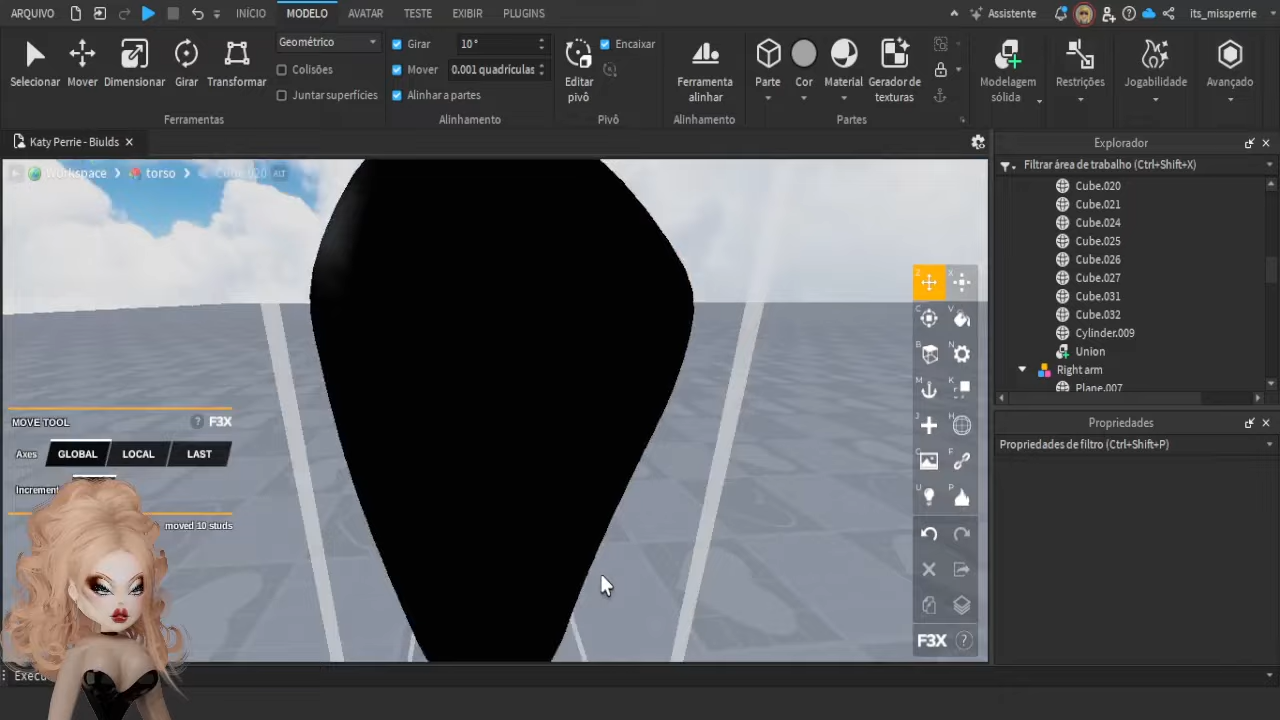 ARQUIVO INÍCIO MODELO AVATAR TESTE EXIBIR PLUGINS Assistente its_missperrie
Selecionar Mover Dimensionar Girar Transformar
Geométrico
Colisões
Juntar superfícies
Ferramentas
Girar 10°
Mover 0.001 quadrículas
Alinhar a partes
Alinhamento
Editar pivô
Encaixar
Pivô
Ferramenta alinhar
Alinhamento
Parte Cor Material Gerador de texturas
Partes
Modelagem sólida
Restrições
Jogabilidade
Avançado
Katy Perrie - Biulds
Workspace torso Cube.020 ALT
Explorador
Filtrar área de trabalho (Ctrl+Shift+X)
Cube.020
Cube.021
Cube.024
Cube.025
Cube.026
Cube.027
Cube.031
Cube.032
Cylinder.009
Union
Right arm
Plane.007
Propriedades
Propriedades de filtro (Ctrl+Shift+P)
MOVE TOOL ? F3X
Axes GLOBAL LOCAL LAST
Increment
moved 10 studs
Z X
C V
B N
M K
J H
F
U P
F3X ?
Execu